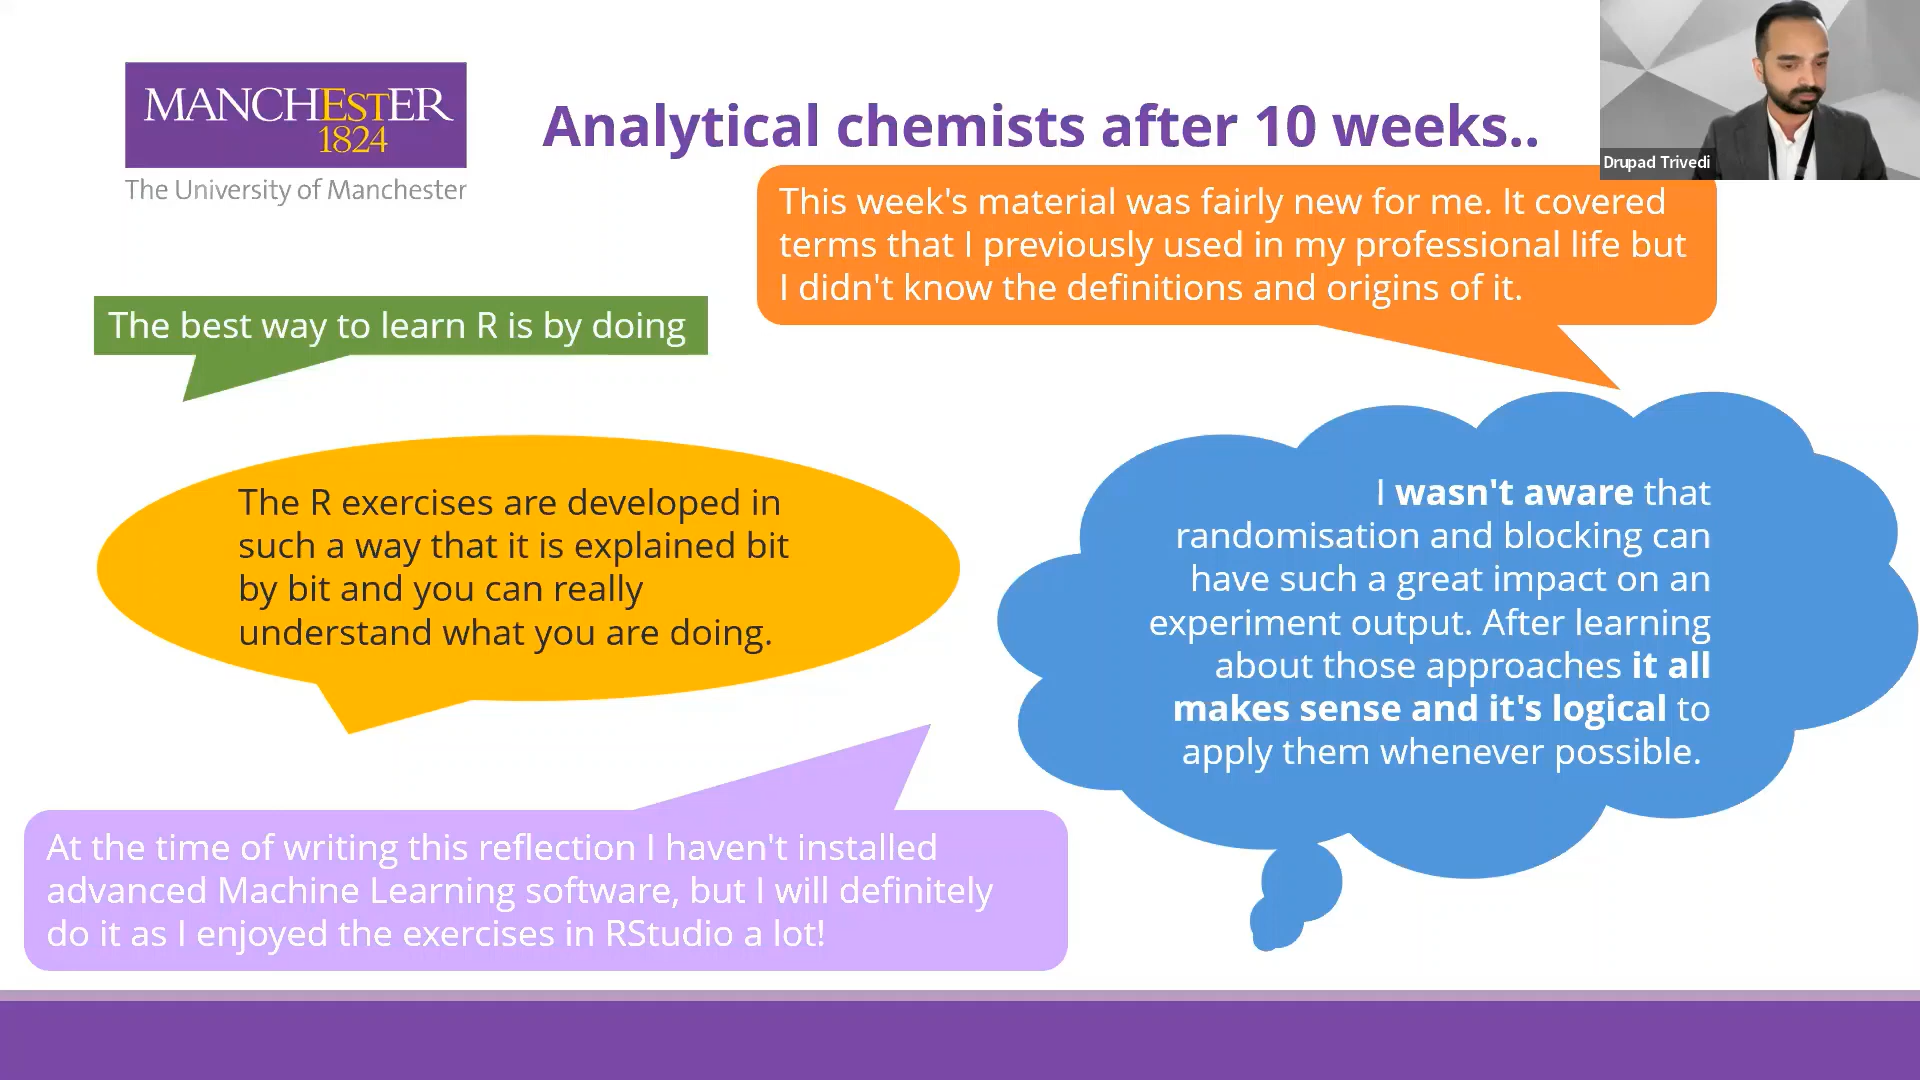 MANCHESTER
1824
The University of Manchester
Analytical chemists after 10 weeks..
Drupad Trivedi
This week's material was fairly new for me. It covered
terms that I previously used in my professional life but
I didn't know the definitions and origins of it.
The best way to learn R is by doing
The R exercises are developed in
such a way that it is explained bit
by bit and you can really
understand what you are doing.
I wasn't aware that
randomisation and blocking can
have such a great impact on an
experiment output. After learning
about those approaches it all
makes sense and it's logical to
apply them whenever possible.
At the time of writing this reflection I haven't installed
advanced Machine Learning software, but I will definitely
do it as I enjoyed the exercises in RStudio a lot!